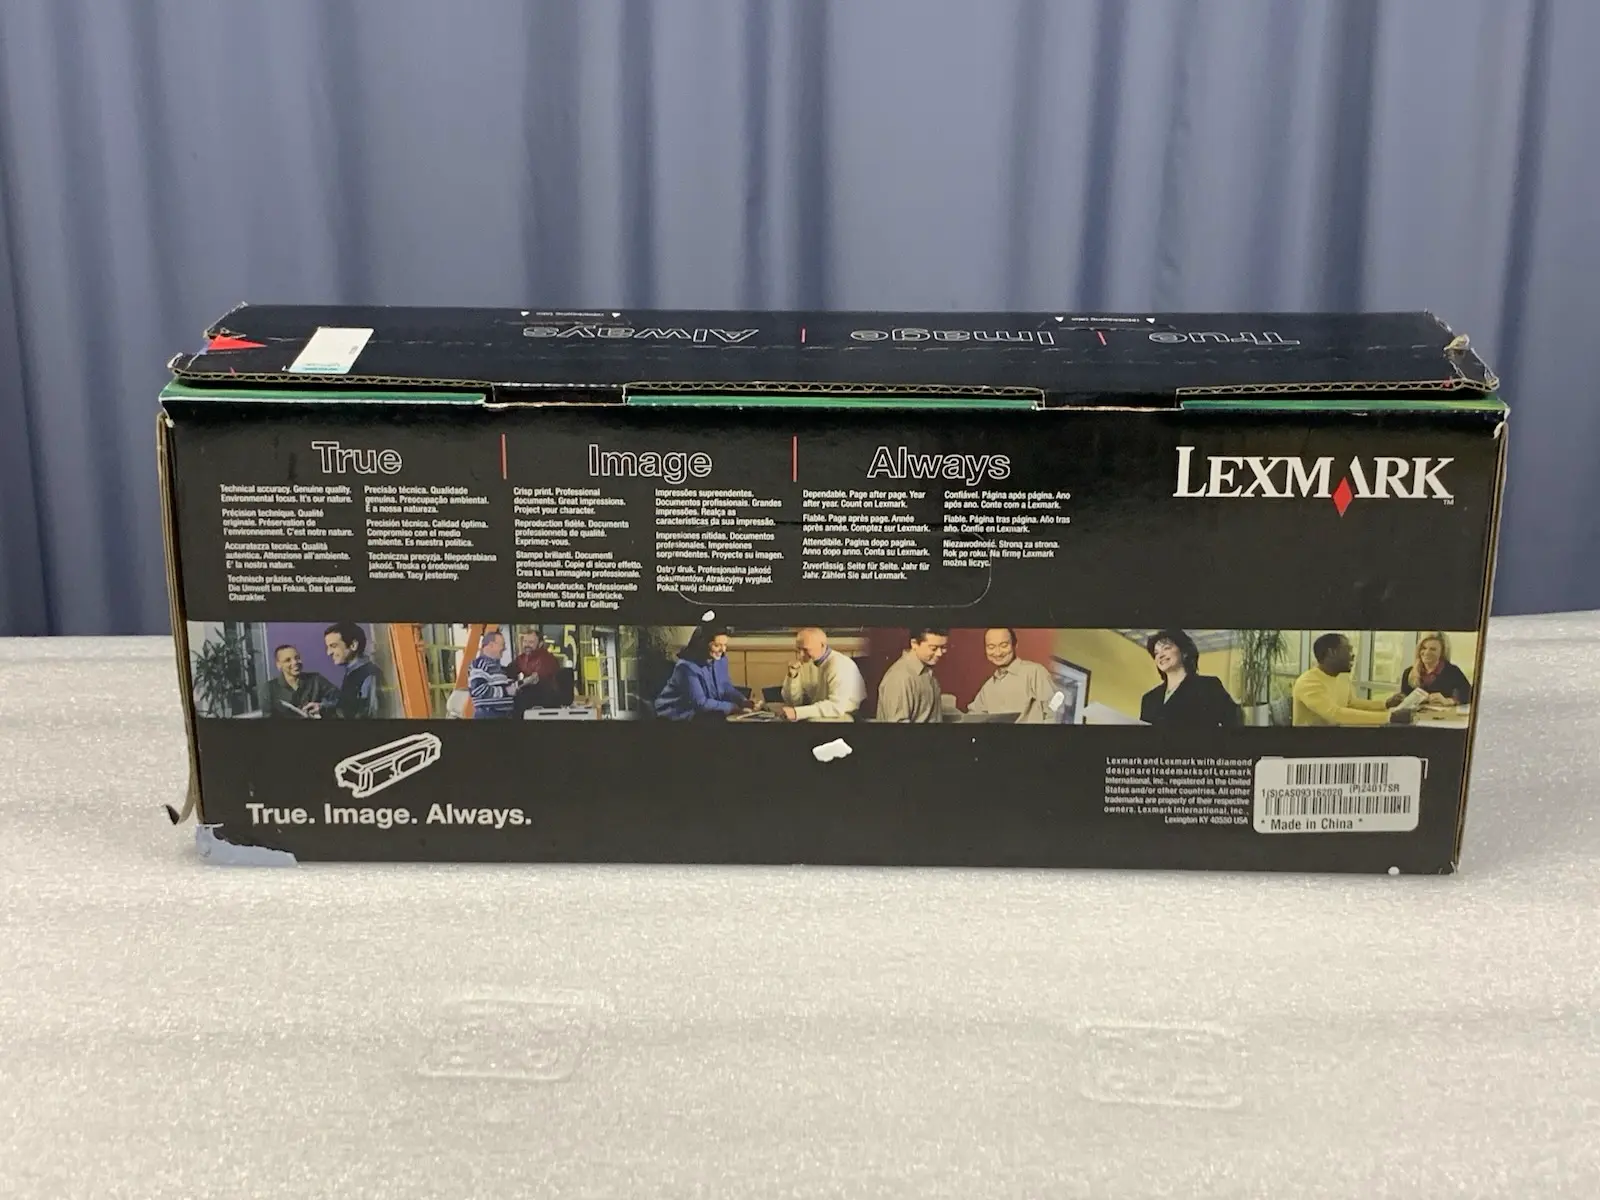 True | Image | Always
True
Technical accuracy. Genuine quality.
Environmental focus. It's our nature.
Précision technique. Qualité
originale. Préservation de
l'environnement. C'est notre nature.
Accuratezza tecnica. Qualità
autentica. Attenzione all'ambiente.
E' la nostra natura.
Technisch präzise. Originalqualität.
Die Umwelt im Fokus. Das ist unser
Charakter.
Precisão técnica. Qualidade
genuína. Preocupação ambiental.
É a nossa natureza.
Precisión técnica. Calidad óptima.
Compromiso con el medio
ambiente. Es nuestra política.
Techniczna precyzja. Niepodrabiana
jakość. Troska o środowisko
naturalne. Tacy jesteśmy.
Image
Crisp print. Professional
documents. Great impressions.
Project your character.
Reproduction fidèle. Documents
professionnels de qualité.
Exprimez-vous.
Stampe brillanti. Documenti
professionali. Copie di sicuro effetto.
Crea la tua immagine professionale.
Scharfe Ausdrucke. Professionelle
Dokumente. Starke Eindrücke.
Bringt Ihre Texte zur Geltung.
Impressões supreendentes.
Documentos profissionais. Grandes
impressões. Realça as
características da sua impressão.
Impresiones nítidas. Documentos
profesionales. Impresiones
sorprendentes. Proyecte su imagen.
Ostry druk. Profesjonalna jakość
dokumentów. Atrakcyjny wygląd.
Pokaż swój charakter.
Always
Dependable. Page after page. Year
after year. Count on Lexmark.
Fiable. Page après page. Année
après année. Comptez sur Lexmark.
Attendibile. Pagina dopo pagina.
Anno dopo anno. Conta su Lexmark.
Zuverlässig. Seite für Seite. Jahr für
Jahr. Zählen Sie auf Lexmark.
Confiável. Página após página. Ano
após ano. Conte com a Lexmark.
Fiable. Página tras página. Año tras
año. Confíe en Lexmark.
Niezawodność. Strona za stroną.
Rok po roku. Na firmę Lexmark
można liczyć.
LEXMARK™
True. Image. Always.
Lexmark and Lexmark with diamond
design are trademarks of Lexmark
International, Inc., registered in the United
States and/or other countries. All other
trademarks are property of their respective
owners. Lexmark International, Inc.,
Lexington KY 40550 USA
1(S)CAS093162020 (P)24017SR
* Made in China *